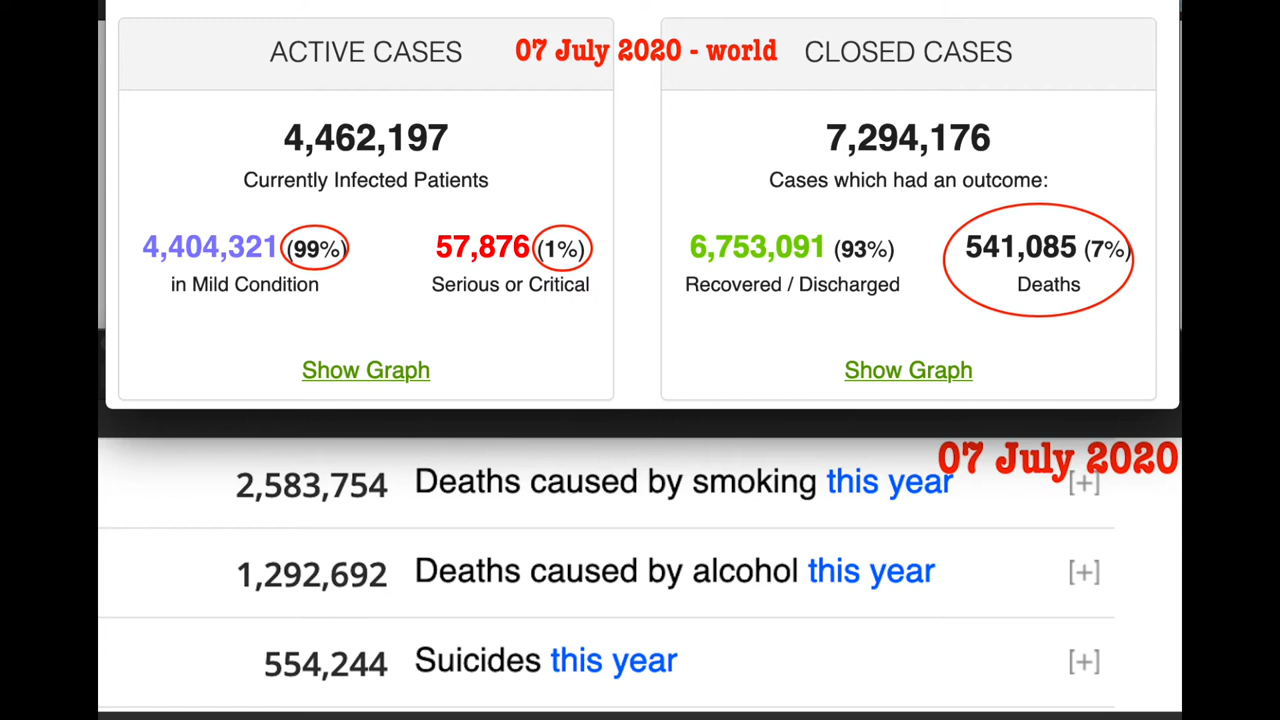 ACTIVE CASES 07 July 2020 - world CLOSED CASES
4,462,197
Currently Infected Patients
4,404,321 (99%)
in Mild Condition
57,876 (1%)
Serious or Critical
Show Graph
7,294,176
Cases which had an outcome:
6,753,091 (93%)
Recovered / Discharged
541,085 (7%)
Deaths
Show Graph
07 July 2020
2,583,754 Deaths caused by smoking this year [+]
1,292,692 Deaths caused by alcohol this year [+]
554,244 Suicides this year [+]